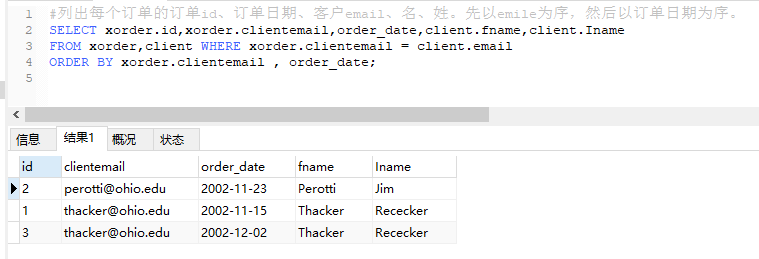 1 #列出每个订单的订单id、订单日期、客户email、名、姓。先以emile为序，然后以订单日期为序。
2 SELECT xorder.id,xorder.clientemail,order_date,client.fname,client.Iname
3 FROM xorder,client WHERE xorder.clientemail = client.email
4 ORDER BY xorder.clientemail , order_date;
5
信息 结果1 概况 状态
id clientemail order_date fname Iname
2 perotti@ohio.edu 2002-11-23 Perotti Jim
1 thacker@ohio.edu 2002-11-15 Thacker Rececker
3 thacker@ohio.edu 2002-12-02 Thacker Rececker